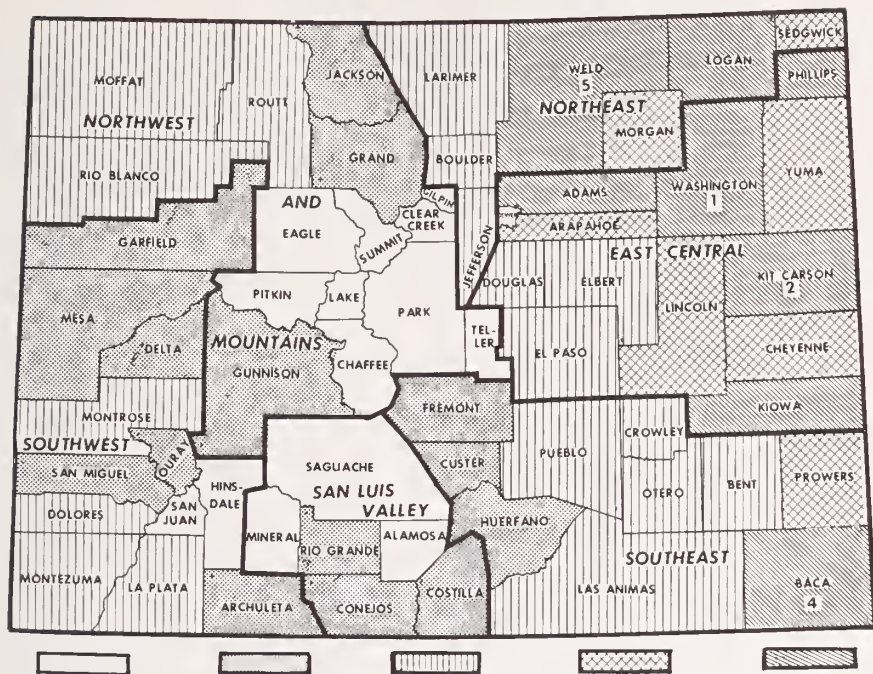 SEDGWICK
JACKSON
LARIMER
WELD
5
LOGAN
PHILLIPS
MOFFAT
ROUTT
NORTHEAST
NORTHWEST
MORGAN
GRAND
BOULDER
RIO BLANCO
YUMA
GILPIN
ADAMS
WASHINGTON
1
AND
CLEAR
CREEK
ARAPAHOE
EAGLE
SUMMIT
GARFIELD
JEFFERSON
EAST CENTRAL
DOUGLAS
ELBERT
KIT CARSON
2
PITKIN
LAKE
PARK
LINCOLN
MESA
TEL-
LER
DELTA
MOUNTAINS
EL PASO
CHEYENNE
GUNNISON
CHAFFEE
FREMONT
KIOWA
MONTROSE
CROWLEY
SOUTHWEST
OURAY
PUEBLO
CUSTER
SAN MIGUEL
SAGUACHE
PROWERS
HINS-
DALE
BENT
OTERO
SAN LUIS
VALLEY
SAN
JUAN
DOLORES
HUERFANO
MINERAL
RIO GRANDE
ALAMOSA
SOUTHEAST
MONTEZUMA
LA PLATA
LAS ANIMAS
BACA
4
COSTILLA
ARCHULETA
CONEJOS